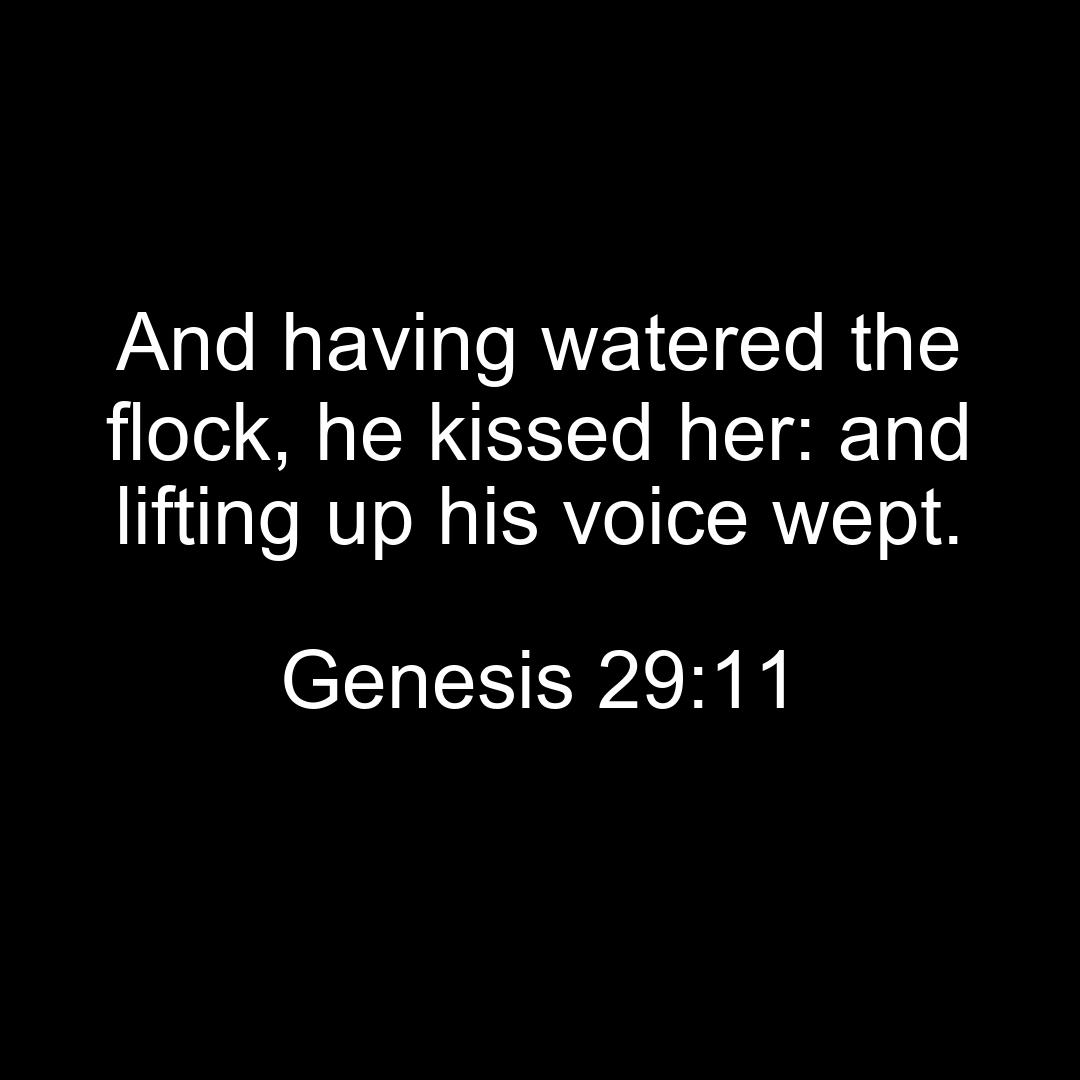 And having watered the
flock, he kissed her: and
lifting up his voice wept.
Genesis 29:11